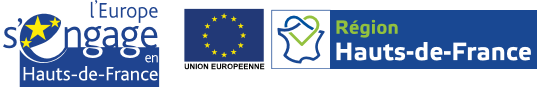 l'Europe
s'engage
en
Hauts-de-France
UNION EUROPEENNE
Région
Hauts-de-France